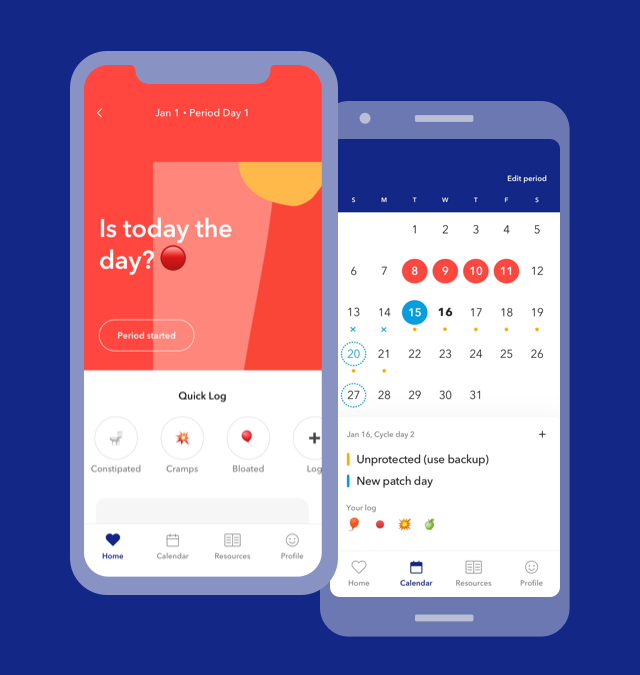 Jan 1 • Period Day 1
Is today the
day?
Period started
Quick Log
Constipated Cramps Bloated Log
Home Calendar Resources Profile
Edit period
S M T W T F S
1 2 3 4 5
6 7 8 9 10 11 12
13 14 15 16 17 18 19
20 21 22 23 24 25 26
27 28 29 30 31
Jan 16, Cycle day 2
Unprotected (use backup)
New patch day
Your log
Home Calendar Resources Profile